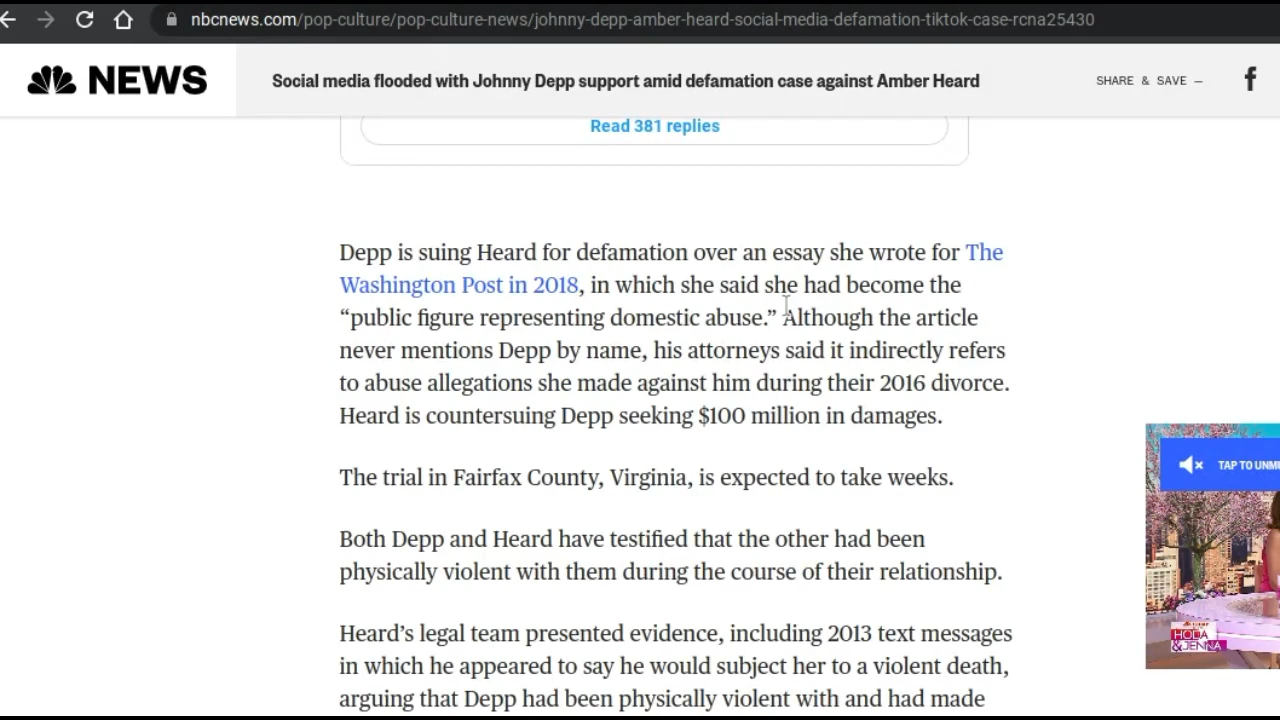 nbcnews.com/pop-culture/pop-culture-news/johnny-depp-amber-heard-social-media-defamation-tiktok-case-rcna25430
NEWS
Social media flooded with Johnny Depp support amid defamation case against Amber Heard
SHARE & SAVE —
Read 381 replies
Depp is suing Heard for defamation over an essay she wrote for The
Washington Post in 2018, in which she said she had become the
“public figure representing domestic abuse.” Although the article
never mentions Depp by name, his attorneys said it indirectly refers
to abuse allegations she made against him during their 2016 divorce.
Heard is countersuing Depp seeking $100 million in damages.
The trial in Fairfax County, Virginia, is expected to take weeks.
Both Depp and Heard have testified that the other had been
physically violent with them during the course of their relationship.
Heard’s legal team presented evidence, including 2013 text messages
in which he appeared to say he would subject her to a violent death,
arguing that Depp had been physically violent with and had made
TAP TO UNMU
HODA
&JENNA